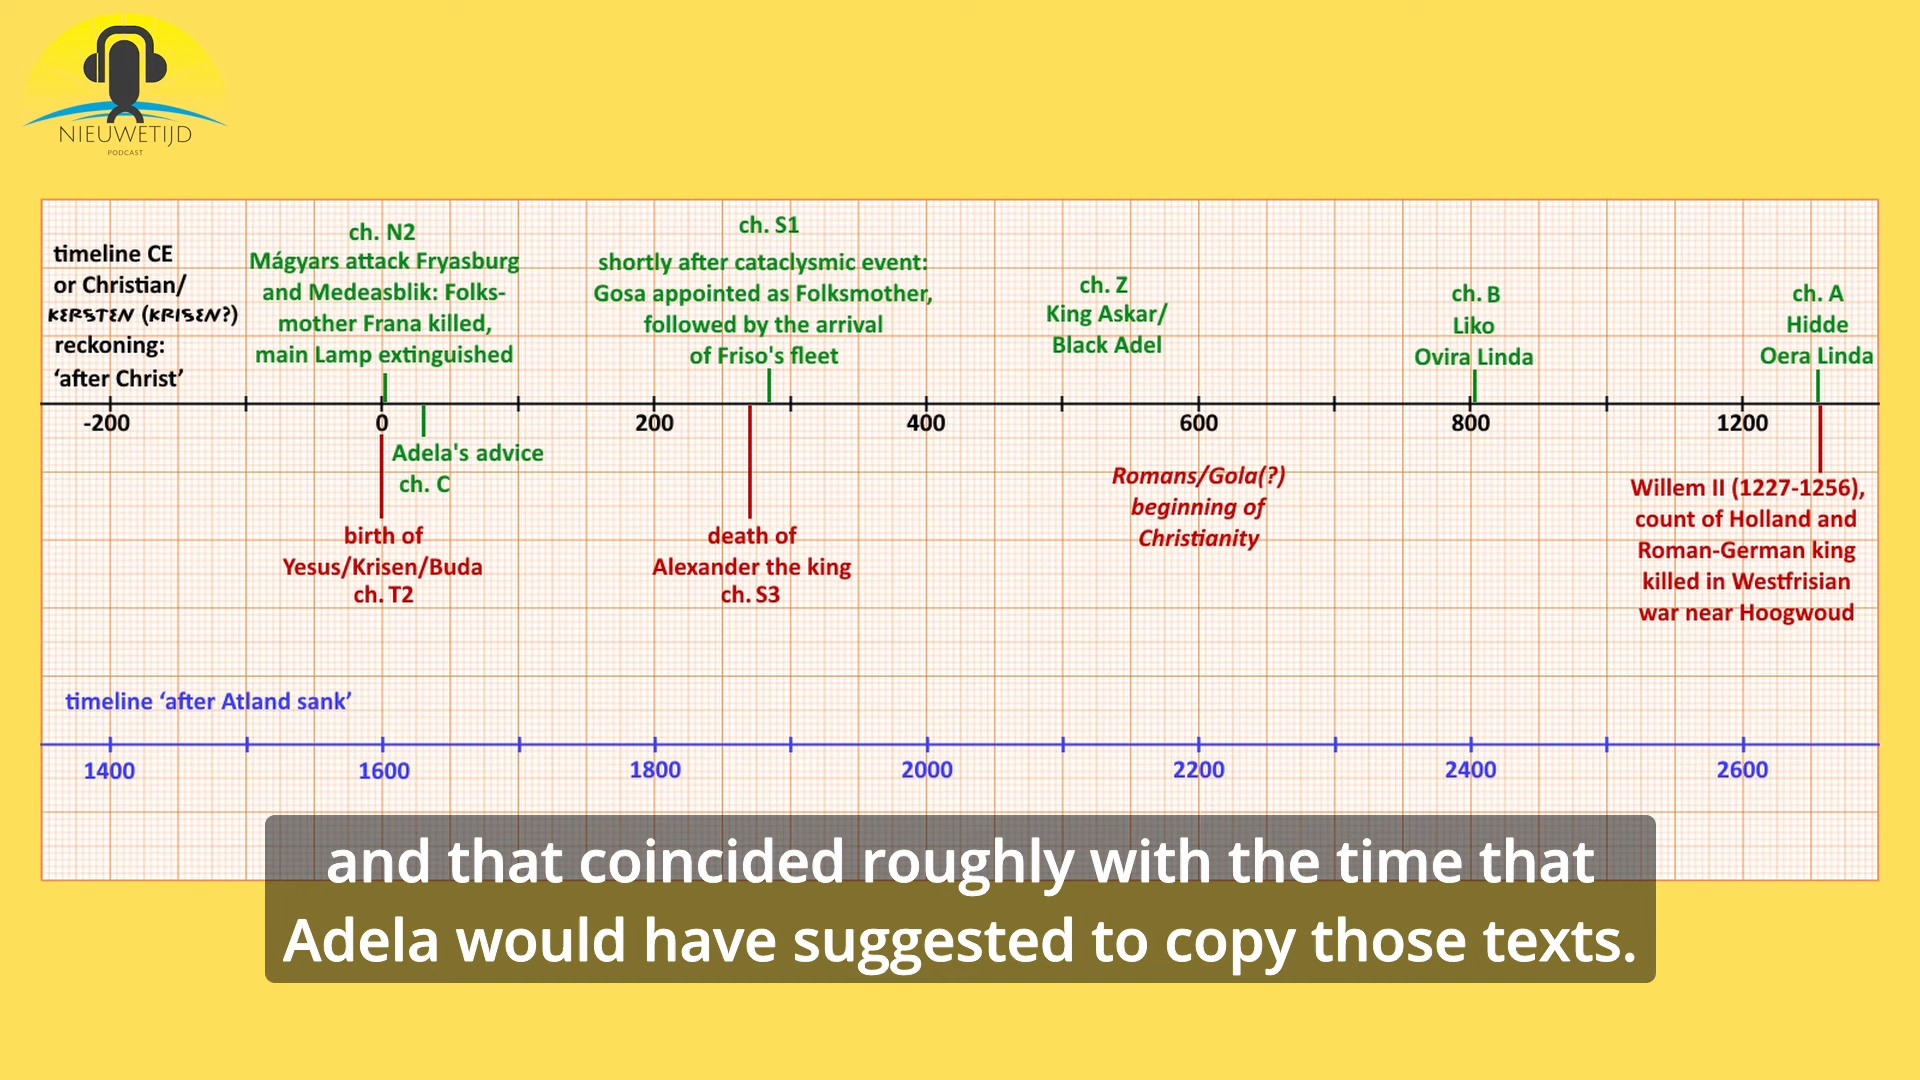 NIEUWETIJD
PODCAST
timeline CE
or Christian/
KERSTEN (KRISEN?)
reckoning:
‘after Christ’
ch. N2
Mágyars attack Fryasburg
and Medeasblik: Folks-
mother Frana killed,
main Lamp extinguished
ch. S1
shortly after cataclysmic event:
Gosa appointed as Folksmother,
followed by the arrival
of Friso's fleet
ch. Z
King Askar/
Black Adel
ch. B
Liko
Ovira Linda
ch. A
Hidde
Oera Linda
-200 0 200 400 600 800 1200
Adela's advice
ch. C
birth of
Yesus/Krisen/Buda
ch. T2
death of
Alexander the king
ch. S3
Romans/Gola(?)
beginning of
Christianity
Willem II (1227-1256),
count of Holland and
Roman-German king
killed in Westfrisian
war near Hoogwoud
timeline ‘after Atland sank’
1400 1600 1800 2000 2200 2400 2600
and that coincided roughly with the time that
Adela would have suggested to copy those texts.